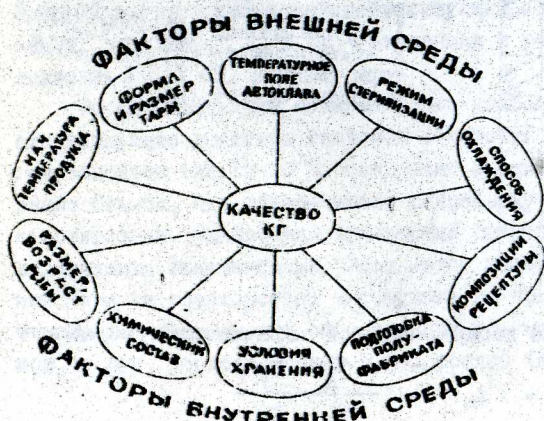 ФАКТОРЫ ВНЕШНЕЙ СРЕДЫ
ТЕМПЕРАТУРНОЕ
ПОЛЕ
АВТОКЛАВА
ФОРМА
И РАЗМЕР
ТАРЫ
РЕЖИМ
СТЕРИЛИЗАЦИИ
НАЧ.
ТЕМПЕРАТУРА
ПРОДУКТА
СПОСОБ
ОХЛАЖДЕНИЯ
КАЧЕСТВО
КГ
РАЗМЕР,
ВОЗРАСТ
РЫБЫ
КОМПОЗИЦИИ
РЕЦЕПТУРЫ
ХИМИЧЕСКИЙ
СОСТАВ
УСЛОВИЯ
ХРАНЕНИЯ
ПОДГОТОВКА
ПОЛУ-
ФАБРИКАТА
ФАКТОРЫ ВНУТРЕННЕЙ СРЕДЫ